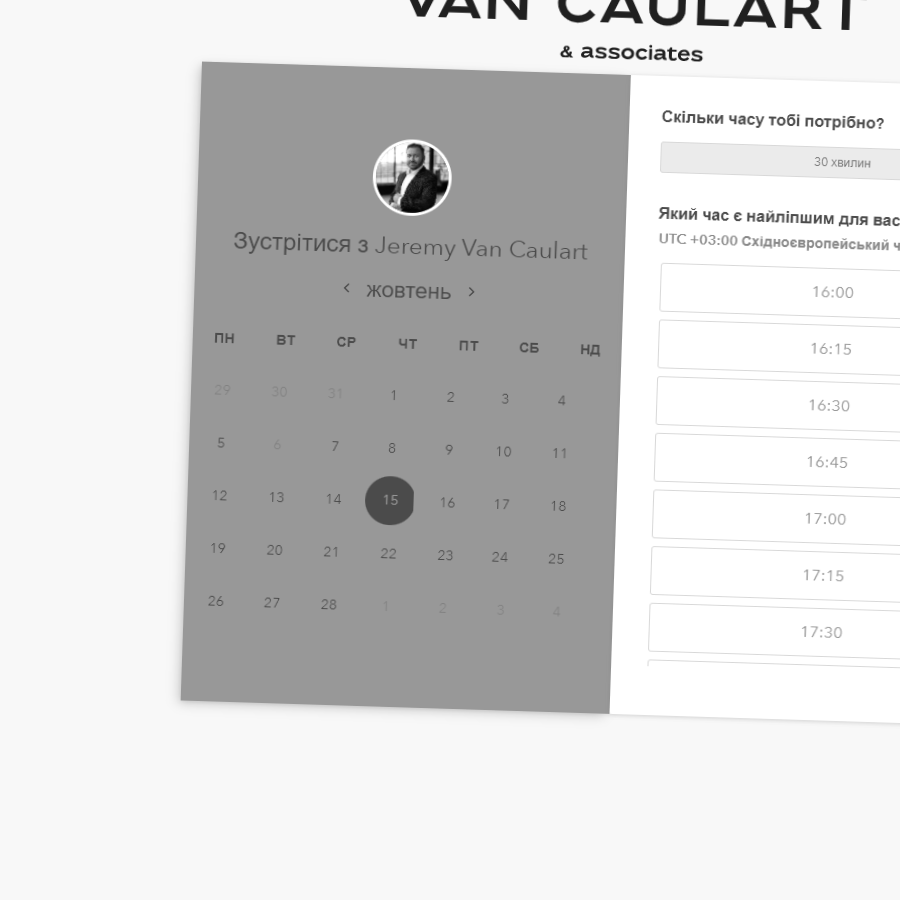 VAN CAULART
& associates
Зустрітися з Jeremy Van Caulart
жовтень
ПН ВТ СР ЧТ ПТ СБ НД
29 30 31 1 2 3 4
5 6 7 8 9 10 11
12 13 14 15 16 17 18
19 20 21 22 23 24 25
26 27 28 1 2 3 4
Скільки часу тобі потрібно?
30 хвилин
Який час є найліпшим для вас
UTC +03:00 Східноєвропейський ч
16:00
16:15
16:30
16:45
17:00
17:15
17:30